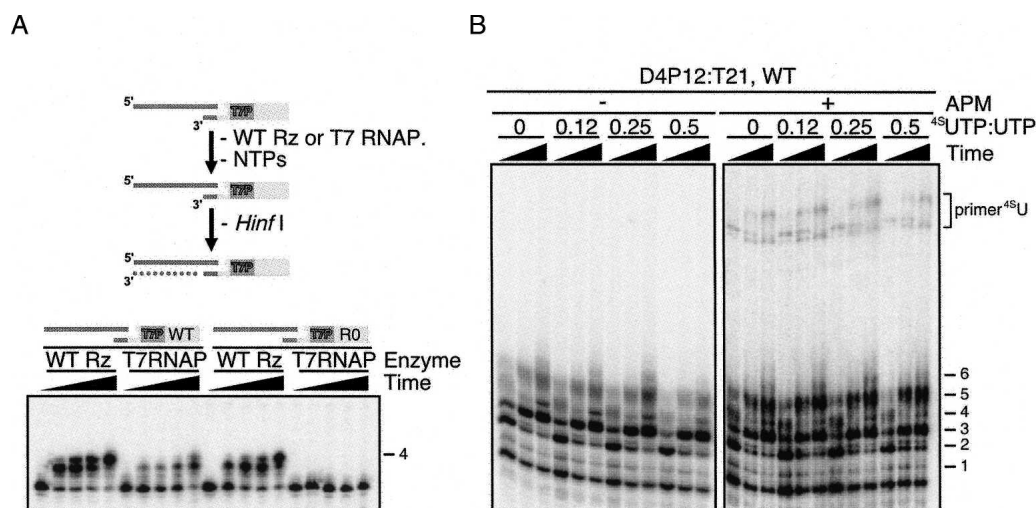 A
5'
3'
T7P
- WT Rz or T7 RNAP.
- NTPs
5'
3'
T7P
- Hinf I
5'
3'
T7P
T7P WT T7P R0
WT Rz T7RNAP WT Rz T7RNAP Enzyme
Time
4
B
D4P12:T21, WT
- + APM
0 0.12 0.25 0.5 0 0.12 0.25 0.5 4SUTP:UTP
Time
primer 4SU
6
5
4
3
2
1